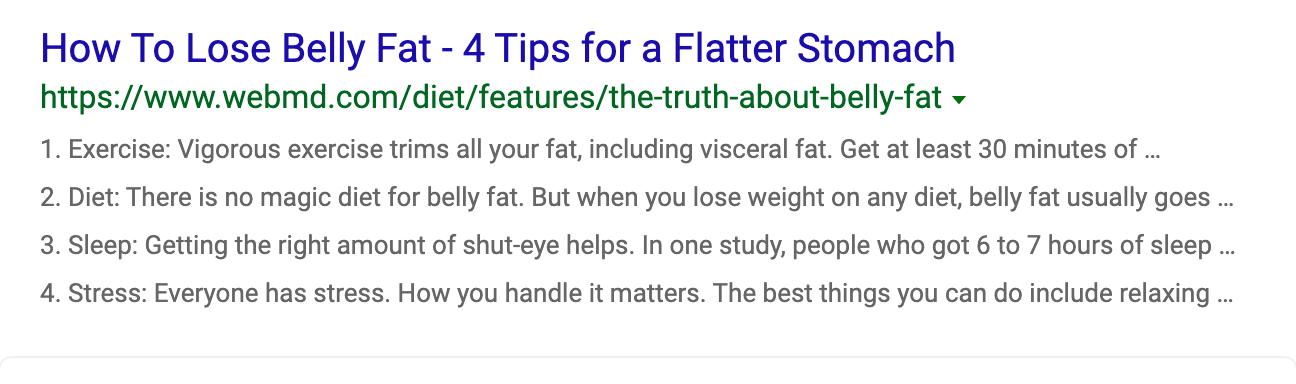 How To Lose Belly Fat - 4 Tips for a Flatter Stomach
https://www.webmd.com/diet/features/the-truth-about-belly-fat
1. Exercise: Vigorous exercise trims all your fat, including visceral fat. Get at least 30 minutes of ...
2. Diet: There is no magic diet for belly fat. But when you lose weight on any diet, belly fat usually goes ...
3. Sleep: Getting the right amount of shut-eye helps. In one study, people who got 6 to 7 hours of sleep ...
4. Stress: Everyone has stress. How you handle it matters. The best things you can do include relaxing ...